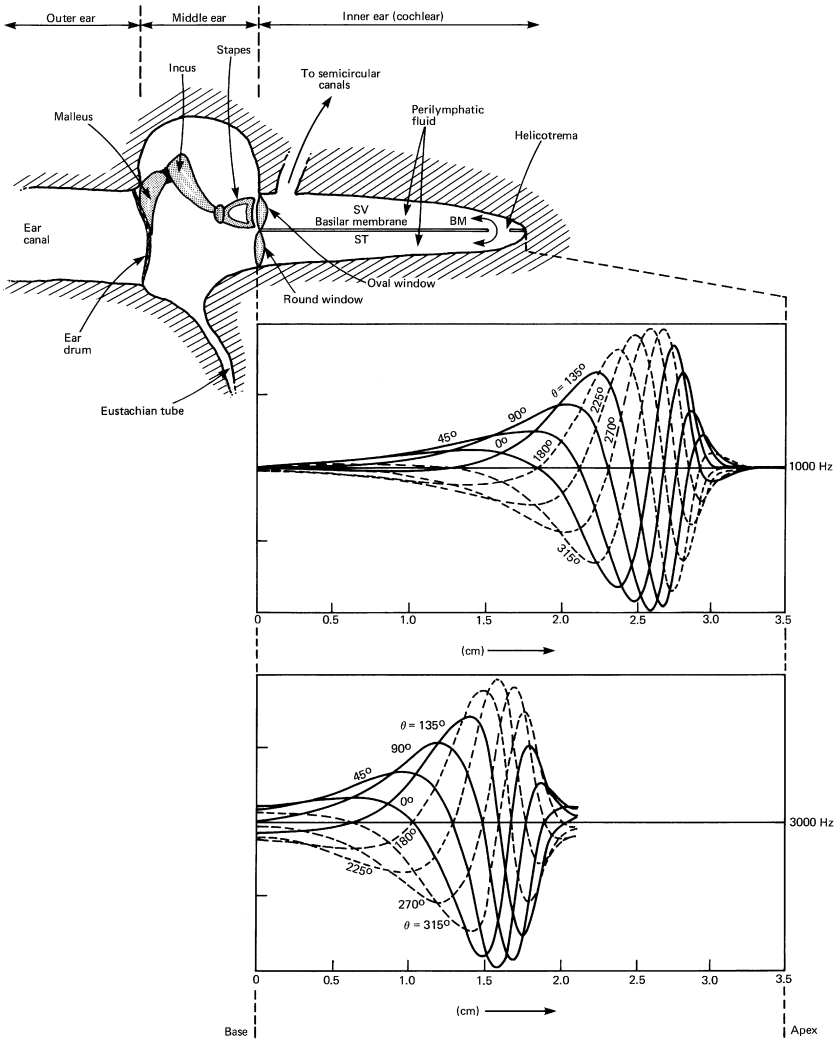 Outer ear
Middle ear
Inner ear (cochlear)
Stapes
Incus
To semicircular
canals
Malleus
Perilymphatic
fluid
Helicotrema
SV
Basilar membrane
BM
ST
Ear
canal
Oval window
Round window
Ear
drum
Eustachian tube
θ = 135°
90°
225°
45°
0°
180°
270°
1000 Hz
315°
0
0.5
1.0
1.5
2.0
2.5
3.0
3.5
(cm)
θ = 135°
90°
45°
0°
3000 Hz
180°
225°
270°
θ = 315°
0
0.5
1.0
1.5
2.0
2.5
3.0
3.5
(cm)
Base
Apex